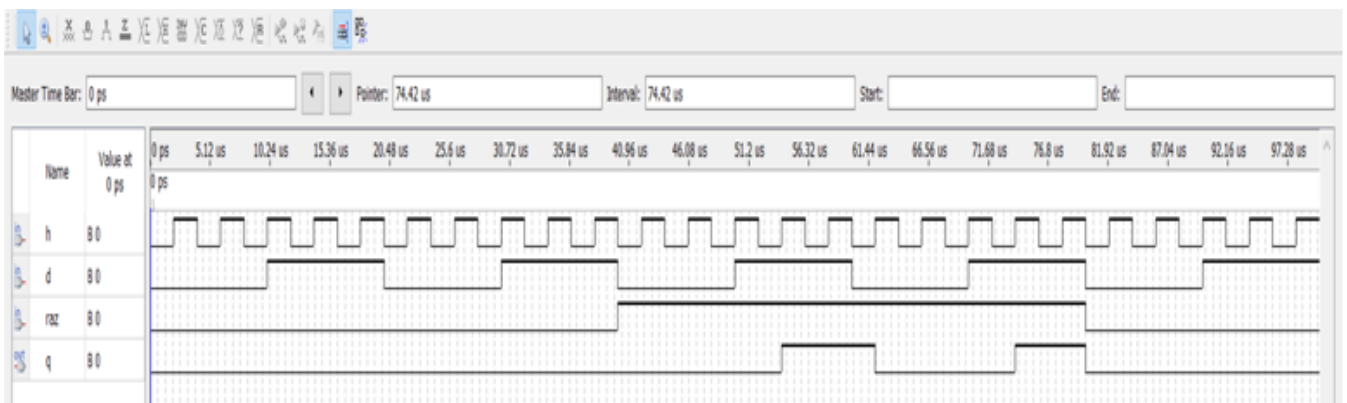 Master Time Bar: 0 ps Pointer: 74.42 us Interval: 74.42 us Start: End:
Name Value at 0 ps
0 ps 5.12 us 10.24 us 15.36 us 20.48 us 25.6 us 30.72 us 35.84 us 40.96 us 46.08 us 51.2 us 56.32 us 61.44 us 66.56 us 71.68 us 76.8 us 81.92 us 87.04 us 92.16 us 97.28 us
0 ps
h B 0
d B 0
raz B 0
q B 0